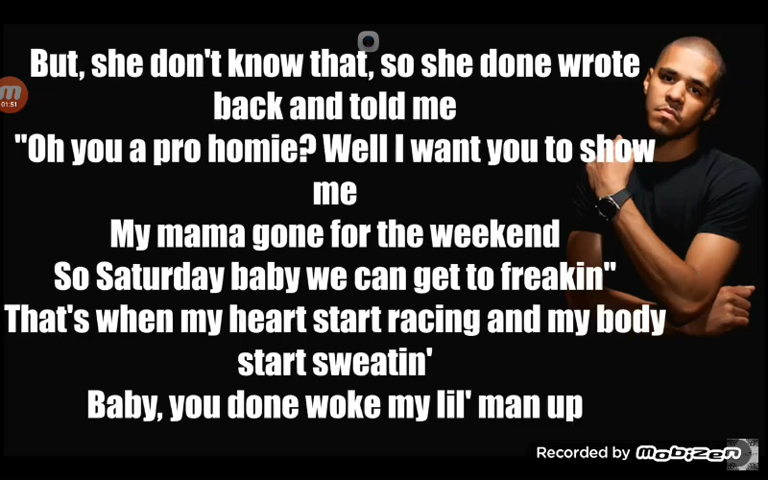 But, she don't know that, so she done wrote
back and told me
"Oh you a pro homie? Well I want you to show
me
My mama gone for the weekend
So Saturday baby we can get to freakin"
That's when my heart start racing and my body
start sweatin'
Baby, you done woke my lil' man up
m
01:51
Recorded by mobizen